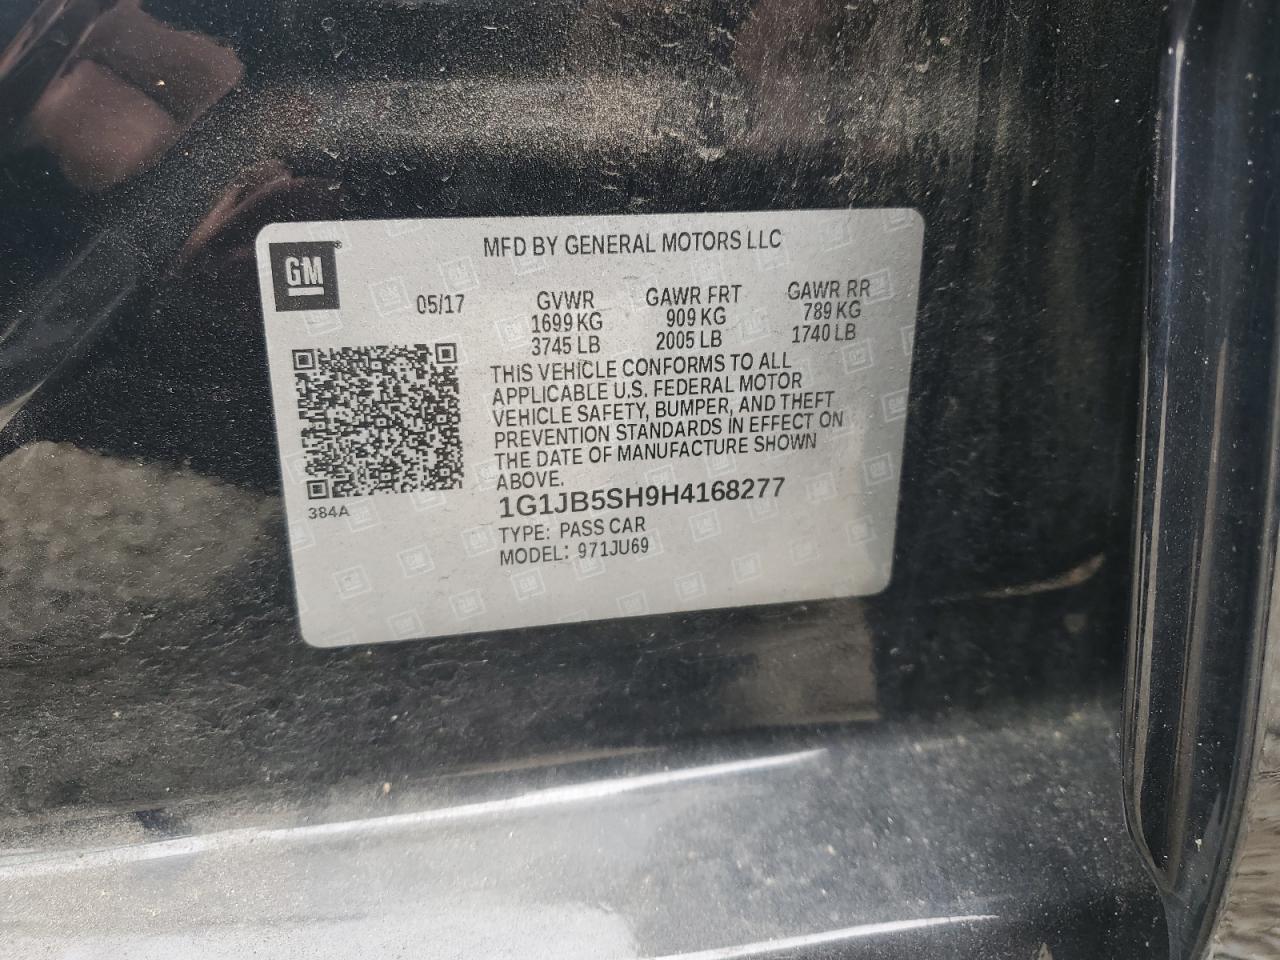 GM
MFD BY GENERAL MOTORS LLC
05/17
GVWR GAWR FRT GAWR RR
1699 KG 909 KG 789 KG
3745 LB 2005 LB 1740 LB
THIS VEHICLE CONFORMS TO ALL
APPLICABLE U.S. FEDERAL MOTOR
VEHICLE SAFETY, BUMPER, AND THEFT
PREVENTION STANDARDS IN EFFECT ON
THE DATE OF MANUFACTURE SHOWN
ABOVE.
384A
1G1JB5SH9H4168277
TYPE: PASS CAR
MODEL: 971JU69